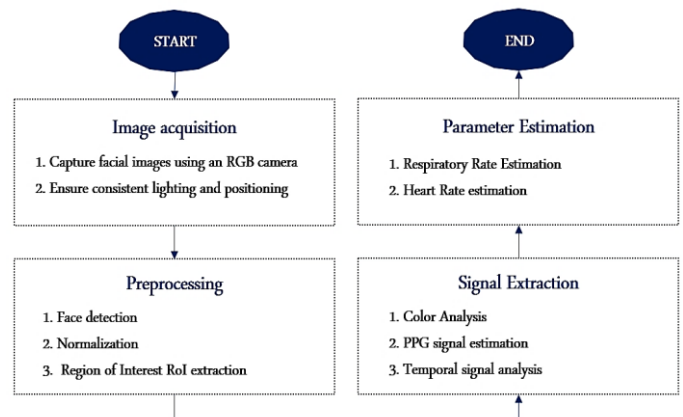 START
Image acquisition
1. Capture facial images using an RGB camera
2. Ensure consistent lighting and positioning
Preprocessing
1. Face detection
2. Normalization
3. Region of Interest RoI extraction
END
Parameter Estimation
1. Respiratory Rate Estimation
2. Heart Rate estimation
Signal Extraction
1. Color Analysis
2. PPG signal estimation
3. Temporal signal analysis